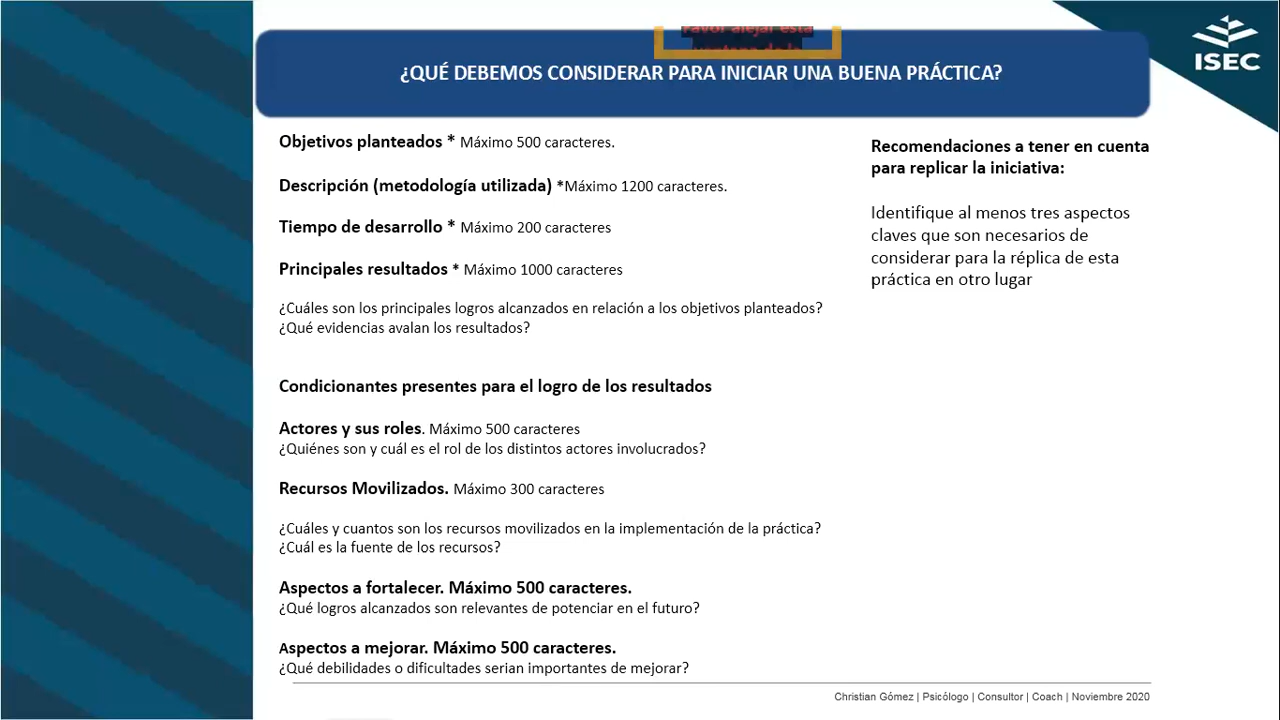 Favor alejar esta
ventana de la
¿QUÉ DEBEMOS CONSIDERAR PARA INICIAR UNA BUENA PRÁCTICA?
ISEC
Objetivos planteados * Máximo 500 caracteres.
Descripción (metodología utilizada) *Máximo 1200 caracteres.
Tiempo de desarrollo * Máximo 200 caracteres
Principales resultados * Máximo 1000 caracteres
¿Cuáles son los principales logros alcanzados en relación a los objetivos planteados?
¿Qué evidencias avalan los resultados?
Condicionantes presentes para el logro de los resultados
Actores y sus roles. Máximo 500 caracteres
¿Quiénes son y cuál es el rol de los distintos actores involucrados?
Recursos Movilizados. Máximo 300 caracteres
¿Cuáles y cuantos son los recursos movilizados en la implementación de la práctica?
¿Cuál es la fuente de los recursos?
Aspectos a fortalecer. Máximo 500 caracteres.
¿Qué logros alcanzados son relevantes de potenciar en el futuro?
Aspectos a mejorar. Máximo 500 caracteres.
¿Qué debilidades o dificultades serian importantes de mejorar?
Recomendaciones a tener en cuenta
para replicar la iniciativa:
Identifique al menos tres aspectos
claves que son necesarios de
considerar para la réplica de esta
práctica en otro lugar
Christian Gómez | Psicólogo | Consultor | Coach | Noviembre 2020